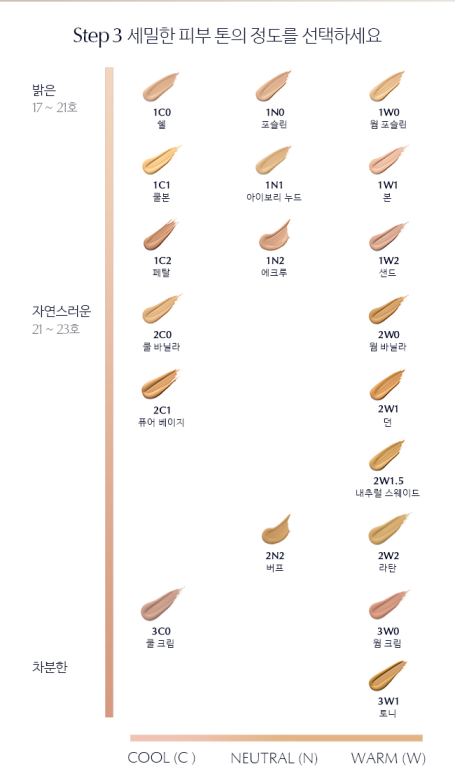 Step 3 세밀한 피부 톤의 정도를 선택하세요
밝은
17 ~ 21호
1C0
쉘
1N0
포슬린
1W0
웜 포슬린
1C1
쿨본
1N1
아이보리 누드
1W1
본
1C2
페탈
1N2
에크루
1W2
샌드
자연스러운
21 ~ 23호
2C0
쿨 바닐라
2W0
웜 바닐라
2C1
퓨어 베이지
2W1
던
2W1.5
내추럴 스웨이드
2N2
버프
2W2
라탄
3C0
쿨 크림
3W0
웜 크림
차분한
3W1
토니
COOL (C )
NEUTRAL (N)
WARM (W)